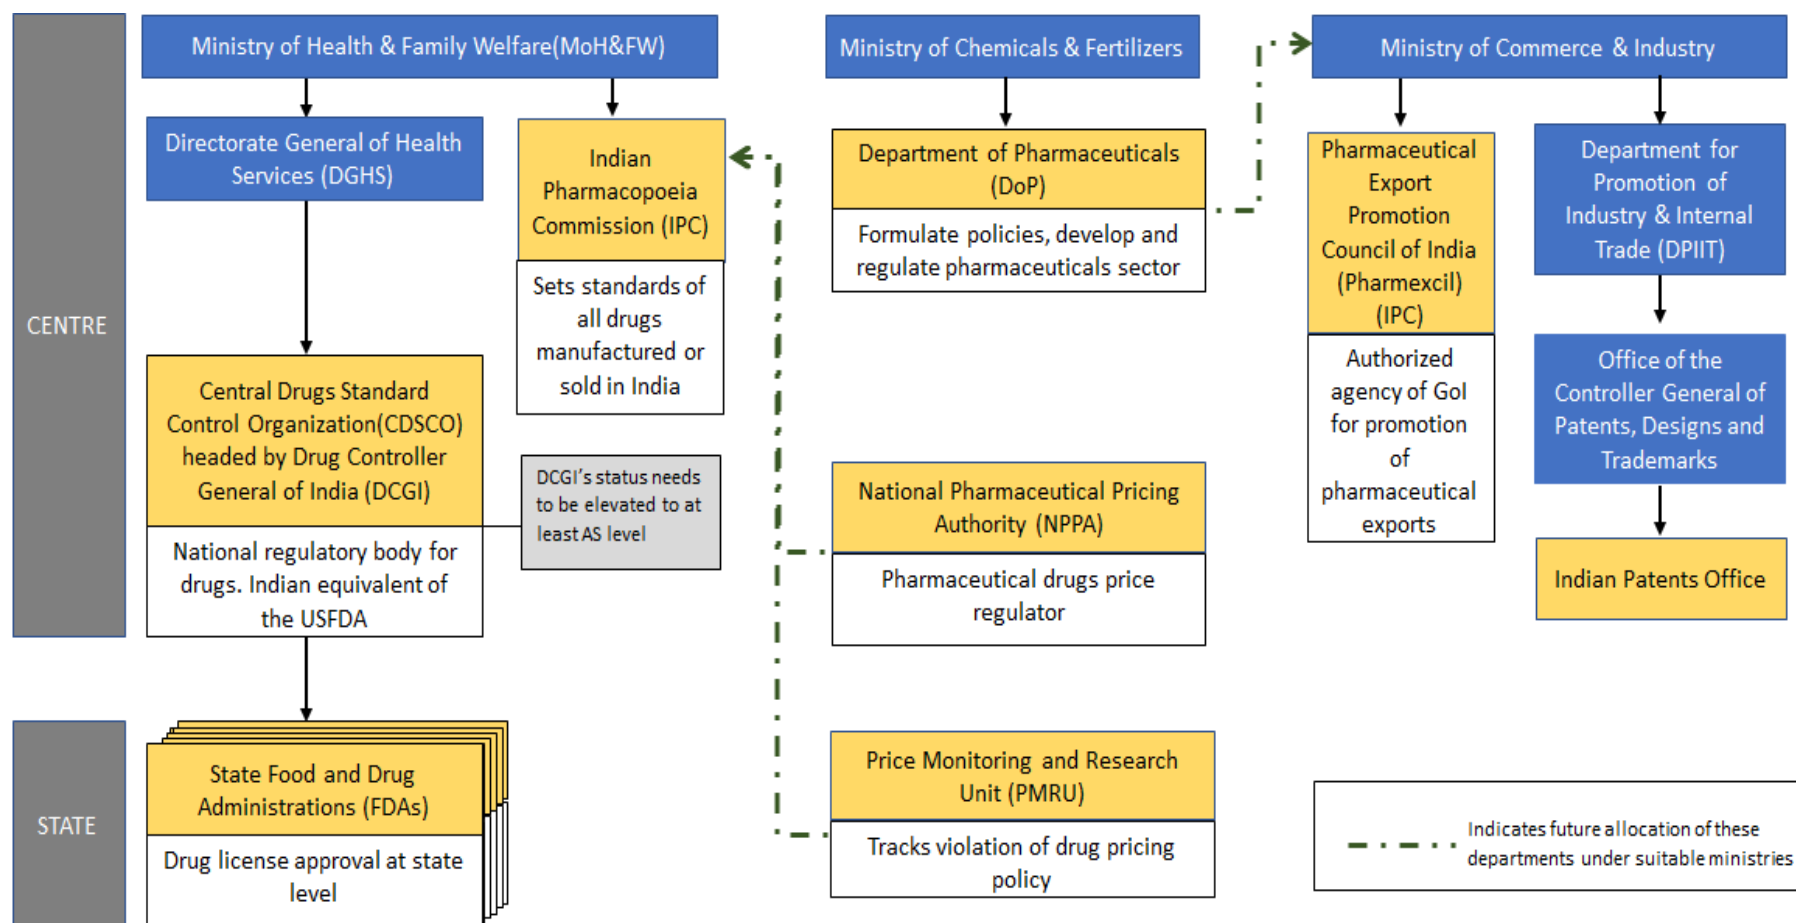 Ministry of Health & Family Welfare(MoH&FW)
Ministry of Chemicals & Fertilizers
Ministry of Commerce & Industry
CENTRE
Directorate General of Health
Services (DGHS)
Indian
Pharmacopoeia
Commission (IPC)
Sets standards of
all drugs
manufactured or
sold in India
Central Drugs Standard
Control Organization(CDSCO)
headed by Drug Controller
General of India (DCGI)
National regulatory body for
drugs. Indian equivalent of
the USFDA
DCGI's status needs
to be elevated to at
least AS level
Department of Pharmaceuticals
(DoP)
Formulate policies, develop and
regulate pharmaceuticals sector
National Pharmaceutical Pricing
Authority (NPPA)
Pharmaceutical drugs price
regulator
Pharmaceutical
Export
Promotion
Council of India
(Pharmexcil)
(IPC)
Authorized
agency of GoI
for promotion
of
pharmaceutical
exports
Department for
Promotion of
Industry & Internal
Trade (DPIIT)
Office of the
Controller General of
Patents, Designs and
Trademarks
Indian Patents Office
STATE
State Food and Drug
Administrations (FDAs)
Drug license approval at state
level
Price Monitoring and Research
Unit (PMRU)
Tracks violation of drug pricing
policy
Indicates future allocation of these
departments under suitable ministries